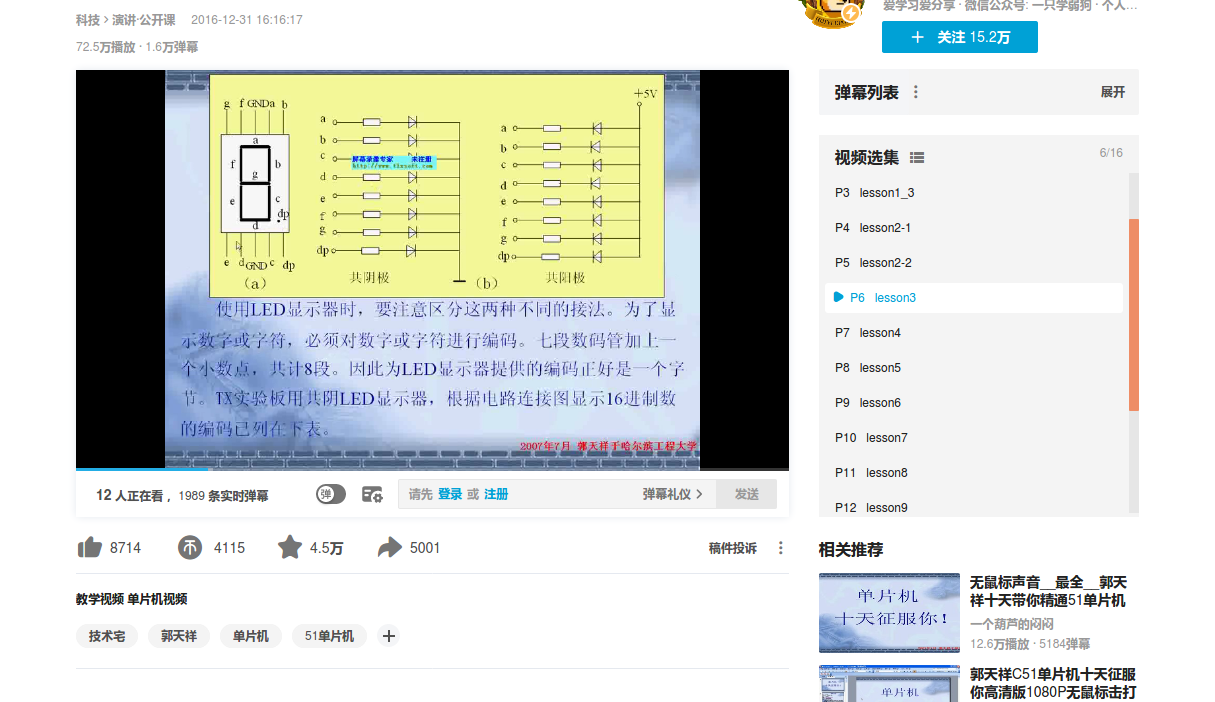 科技 > 演讲·公开课 2016-12-31 16:16:17
72.5万播放 · 1.6万弹幕
爱学习爱分享 · 微信公众号: 一只学弱狗 · 个人...
+ 关注 15.2万
g f GND a b
a
f b
g
e c
d dp
e d GND c dp
(a)
a
b
c
d
e
f
g
dp
共阴极
屏幕录像专家 未注册
http://www.tlxsoft.com
(b)
+5V
a
b
c
d
e
f
g
dp
共阳极
使用LED显示器时，要注意区分这两种不同的接法。为了显
示数字或字符，必须对数字或字符进行编码。七段数码管加上一
个小数点，共计8段。因此为LED显示器提供的编码正好是一个字
节。TX实验板用共阴LED显示器，根据电路连接图显示16进制数
的编码已列在下表。
2007年7月 郭天祥于哈尔滨工程大学
12 人正在看， 1989 条实时弹幕
弹
请先 登录 或 注册
弹幕礼仪 >
发送
8714
4115
4.5万
5001
稿件投诉
教学视频 单片机视频
技术宅 郭天祥 单片机 51单片机 +
弹幕列表
展开
视频选集
6/16
P3 lesson1_3
P4 lesson2-1
P5 lesson2-2
P6 lesson3
P7 lesson4
P8 lesson5
P9 lesson6
P10 lesson7
P11 lesson8
P12 lesson9
相关推荐
单片机
十天征服你!
无鼠标声音__最全__郭天
祥十天带你精通51单片机
一个葫芦的闷闷
12.6万播放 · 5184弹幕
单片机
郭天祥C51单片机十天征服
你高清版1080P无鼠标击打